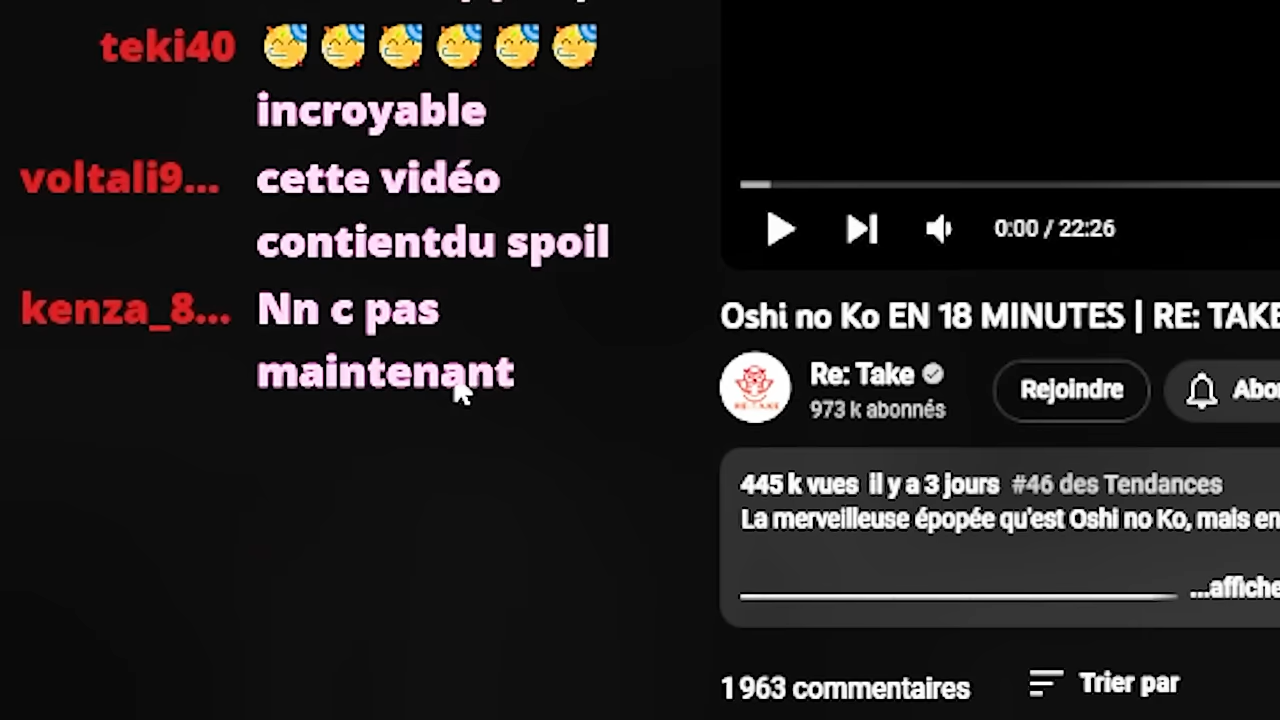 teki40 🥳🥳🥳🥳🥳🥳
incroyable
voltali9... cette vidéo
contientdu spoil
kenza_8... Nn c pas
maintenant
0:00 / 22:26
Oshi no Ko EN 18 MINUTES | RE: TAKE
Re: Take
973 k abonnés
Rejoindre
Abo
445 k vues il y a 3 jours #46 des Tendances
La merveilleuse épopée qu'est Oshi no Ko, mais en
...affiche
1 963 commentaires
Trier par